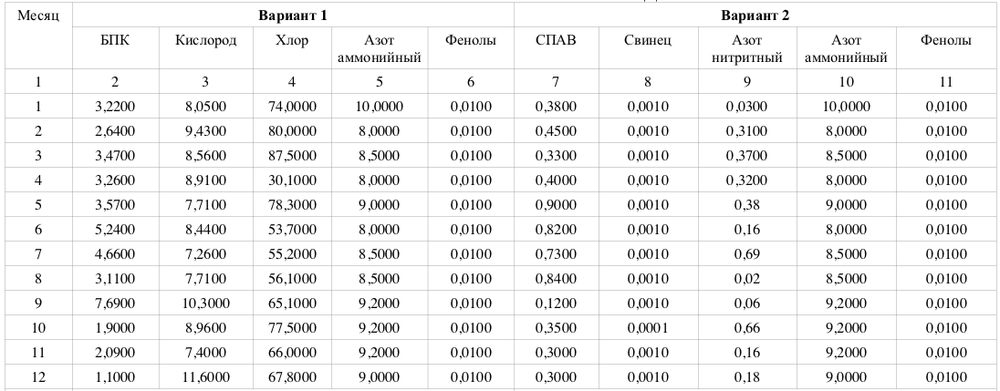 Месяц Вариант 1 Вариант 2
БПК Кислород Хлор Азот аммонийный Фенолы СПАВ Свинец Азот нитритный Азот аммонийный Фенолы
1 2 3 4 5 6 7 8 9 10 11
1 3,2200 8,0500 74,0000 10,0000 0,0100 0,3800 0,0010 0,0300 10,0000 0,0100
2 2,6400 9,4300 80,0000 8,0000 0,0100 0,4500 0,0010 0,3100 8,0000 0,0100
3 3,4700 8,5600 87,5000 8,5000 0,0100 0,3300 0,0010 0,3700 8,5000 0,0100
4 3,2600 8,9100 30,1000 8,0000 0,0100 0,4000 0,0010 0,3200 8,0000 0,0100
5 3,5700 7,7100 78,3000 9,0000 0,0100 0,9000 0,0010 0,38 9,0000 0,0100
6 5,2400 8,4400 53,7000 8,0000 0,0100 0,8200 0,0010 0,16 8,0000 0,0100
7 4,6600 7,2600 55,2000 8,5000 0,0100 0,7300 0,0010 0,69 8,5000 0,0100
8 3,1100 7,7100 56,1000 8,5000 0,0100 0,8400 0,0010 0,02 8,5000 0,0100
9 7,6900 10,3000 65,1000 9,2000 0,0100 0,1200 0,0010 0,06 9,2000 0,0100
10 1,9000 8,9600 77,5000 9,2000 0,0100 0,3500 0,0001 0,66 9,2000 0,0100
11 2,0900 7,4000 66,0000 9,2000 0,0100 0,3000 0,0010 0,16 9,2000 0,0100
12 1,1000 11,6000 67,8000 9,0000 0,0100 0,3000 0,0010 0,18 9,0000 0,0100